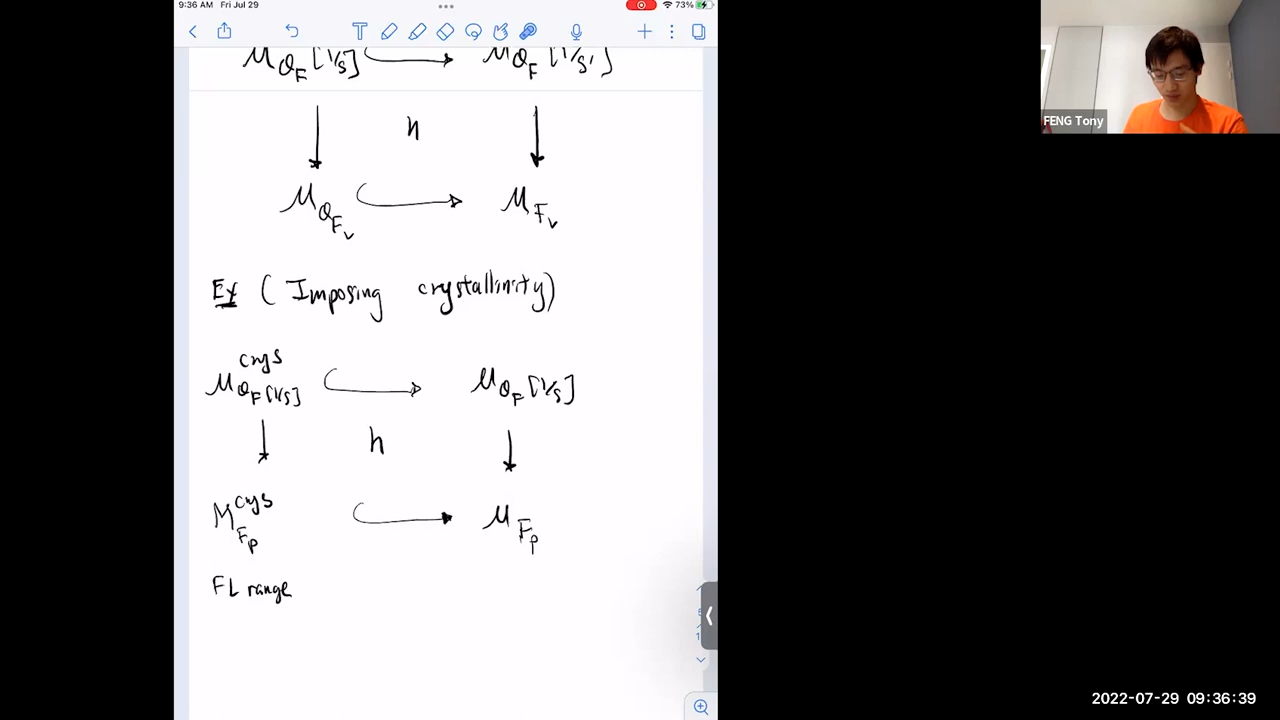 9:36 AM Fri Jul 29
73%
M_{O_F}[1/S] ↪ M_{O_F}[1/S']
h
M_{O_{F_v}} ↪ M_{F_v}
Ex (Imposing crystallinity)
M^{crys}_{O_F[1/S]} ↪ M_{O_F}[1/S]
h
M^{crys}_{F_p} ↪ M_{F_p}
FL range
FENG Tony
2022-07-29 09:36:39